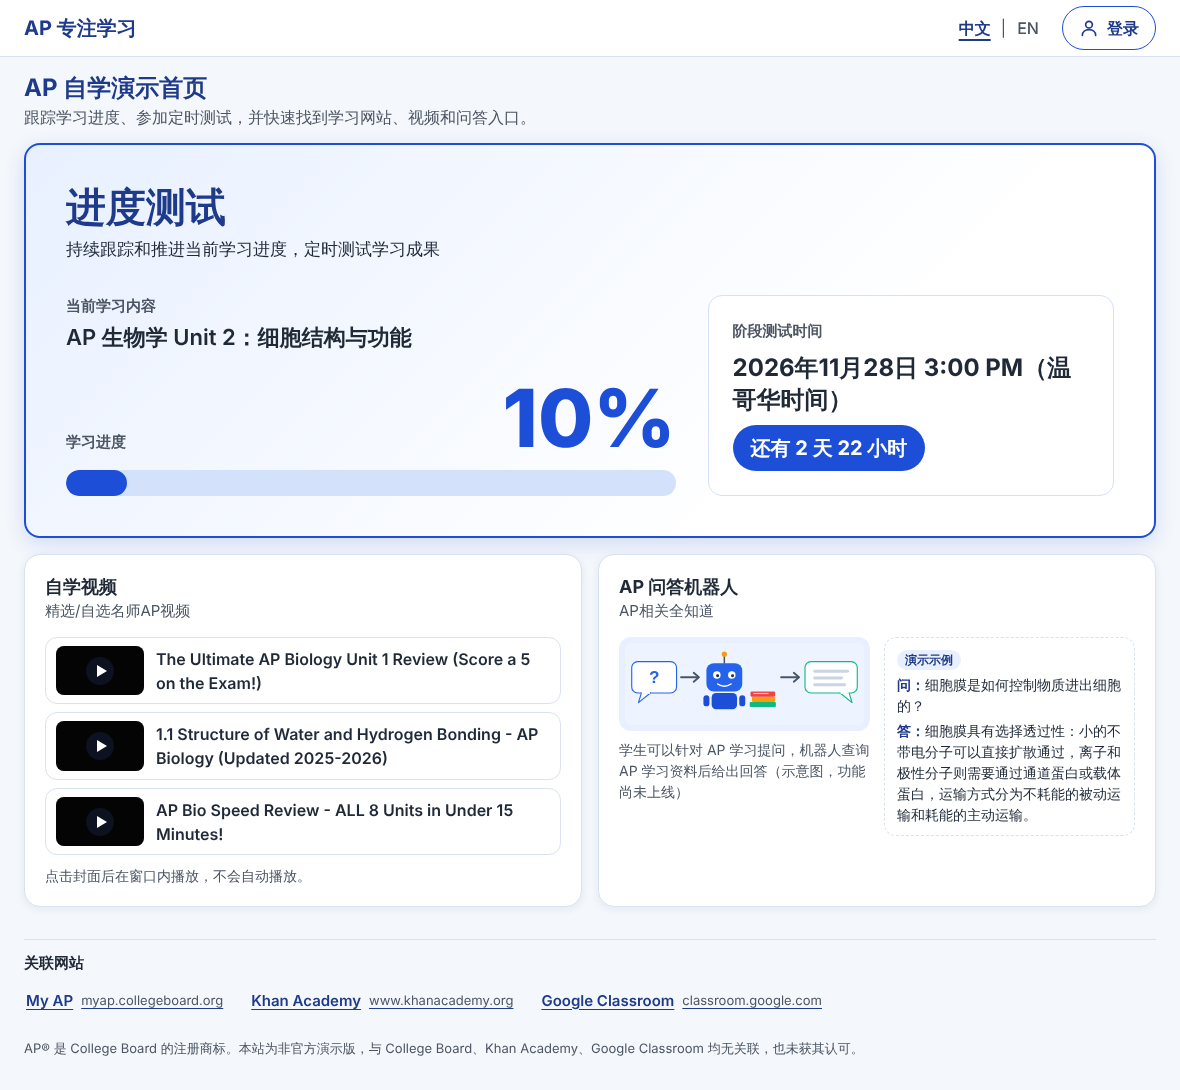 AP 专注学习
中文 | EN
登录
AP 自学演示首页
跟踪学习进度、参加定时测试，并快速找到学习网站、视频和问答入口。
进度测试
持续跟踪和推进当前学习进度，定时测试学习成果
当前学习内容
AP 生物学 Unit 2：细胞结构与功能
学习进度
10%
阶段测试时间
2026年11月28日 3:00 PM（温
哥华时间）
还有 2 天 22 小时
自学视频
精选/自选名师AP视频
The Ultimate AP Biology Unit 1 Review (Score a 5
on the Exam!)
1.1 Structure of Water and Hydrogen Bonding - AP
Biology (Updated 2025-2026)
AP Bio Speed Review - ALL 8 Units in Under 15
Minutes!
点击封面后在窗口内播放，不会自动播放。
AP 问答机器人
AP相关全知道
?
学生可以针对 AP 学习提问，机器人查询
AP 学习资料后给出回答（示意图，功能
尚未上线）
演示示例
问：细胞膜是如何控制物质进出细胞
的？
答：细胞膜具有选择透过性：小的不
带电分子可以直接扩散通过，离子和
极性分子则需要通过通道蛋白或载体
蛋白，运输方式分为不耗能的被动运
输和耗能的主动运输。
关联网站
My AP myap.collegeboard.org
Khan Academy www.khanacademy.org
Google Classroom classroom.google.com
AP® 是 College Board 的注册商标。本站为非官方演示版，与 College Board、Khan Academy、Google Classroom 均无关联，也未获其认可。